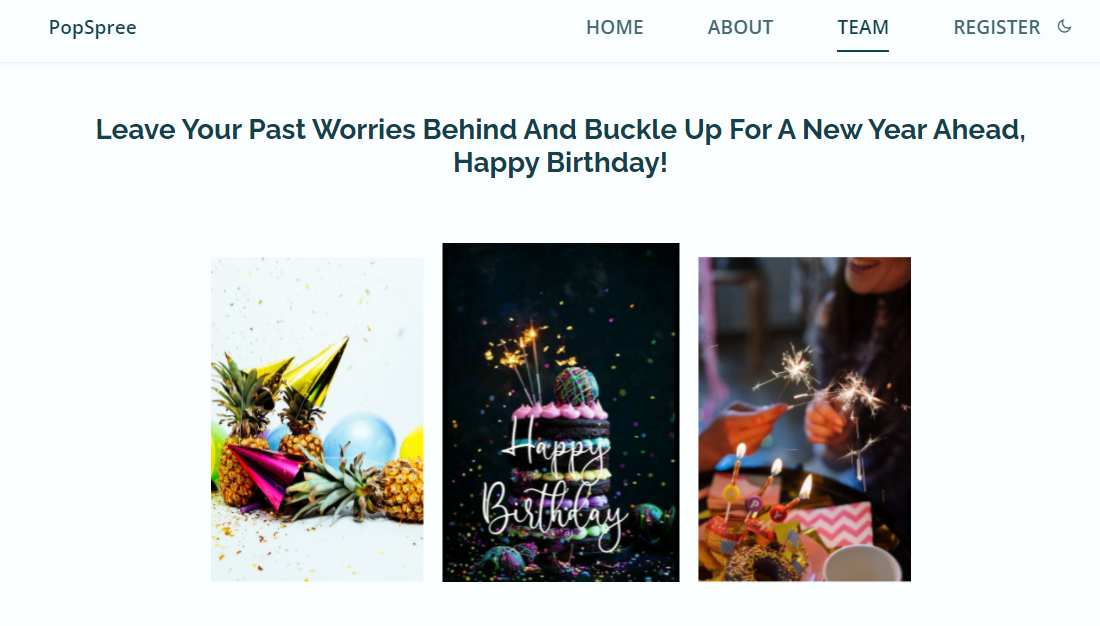 PopSpree
HOME ABOUT TEAM REGISTER
Leave Your Past Worries Behind And Buckle Up For A New Year Ahead,
Happy Birthday!
Happy
Birthday